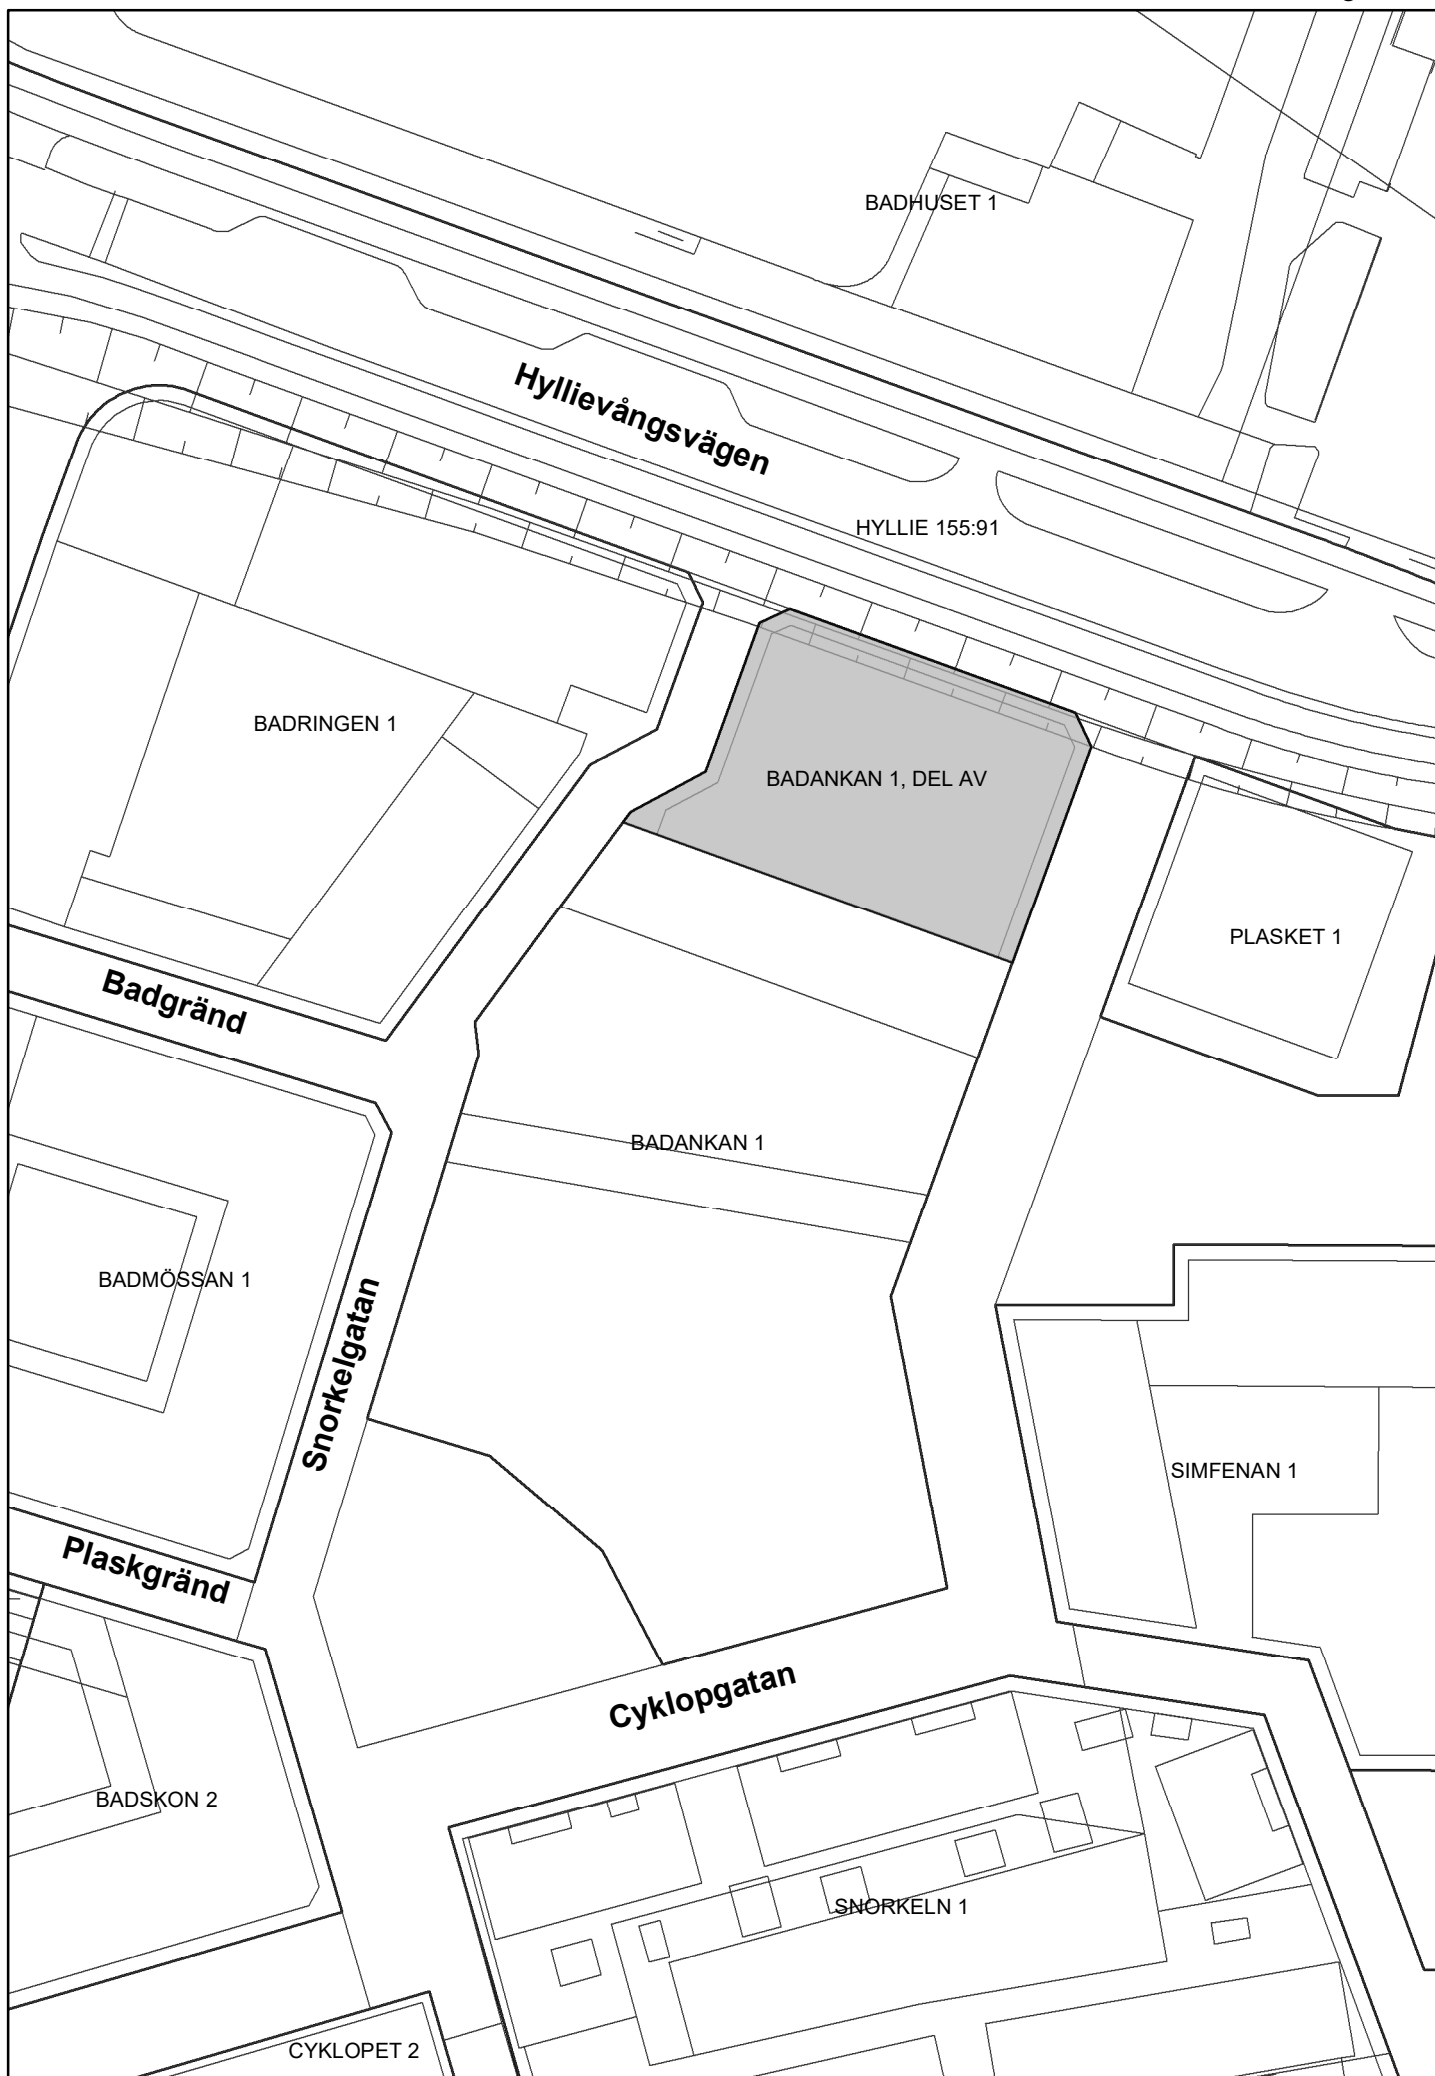 BADHUSET 1
Hyllievångsvägen
HYLLIE 155:91
BADRINGEN 1
BADANKAN 1, DEL AV
PLASKET 1
Badgränd
BADANKAN 1
BADMÖSSAN 1
Snorkelgatan
SIMFENAN 1
Plaskgränd
Cyklopgatan
BADSKON 2
SNORKELN 1
CYKLOPET 2